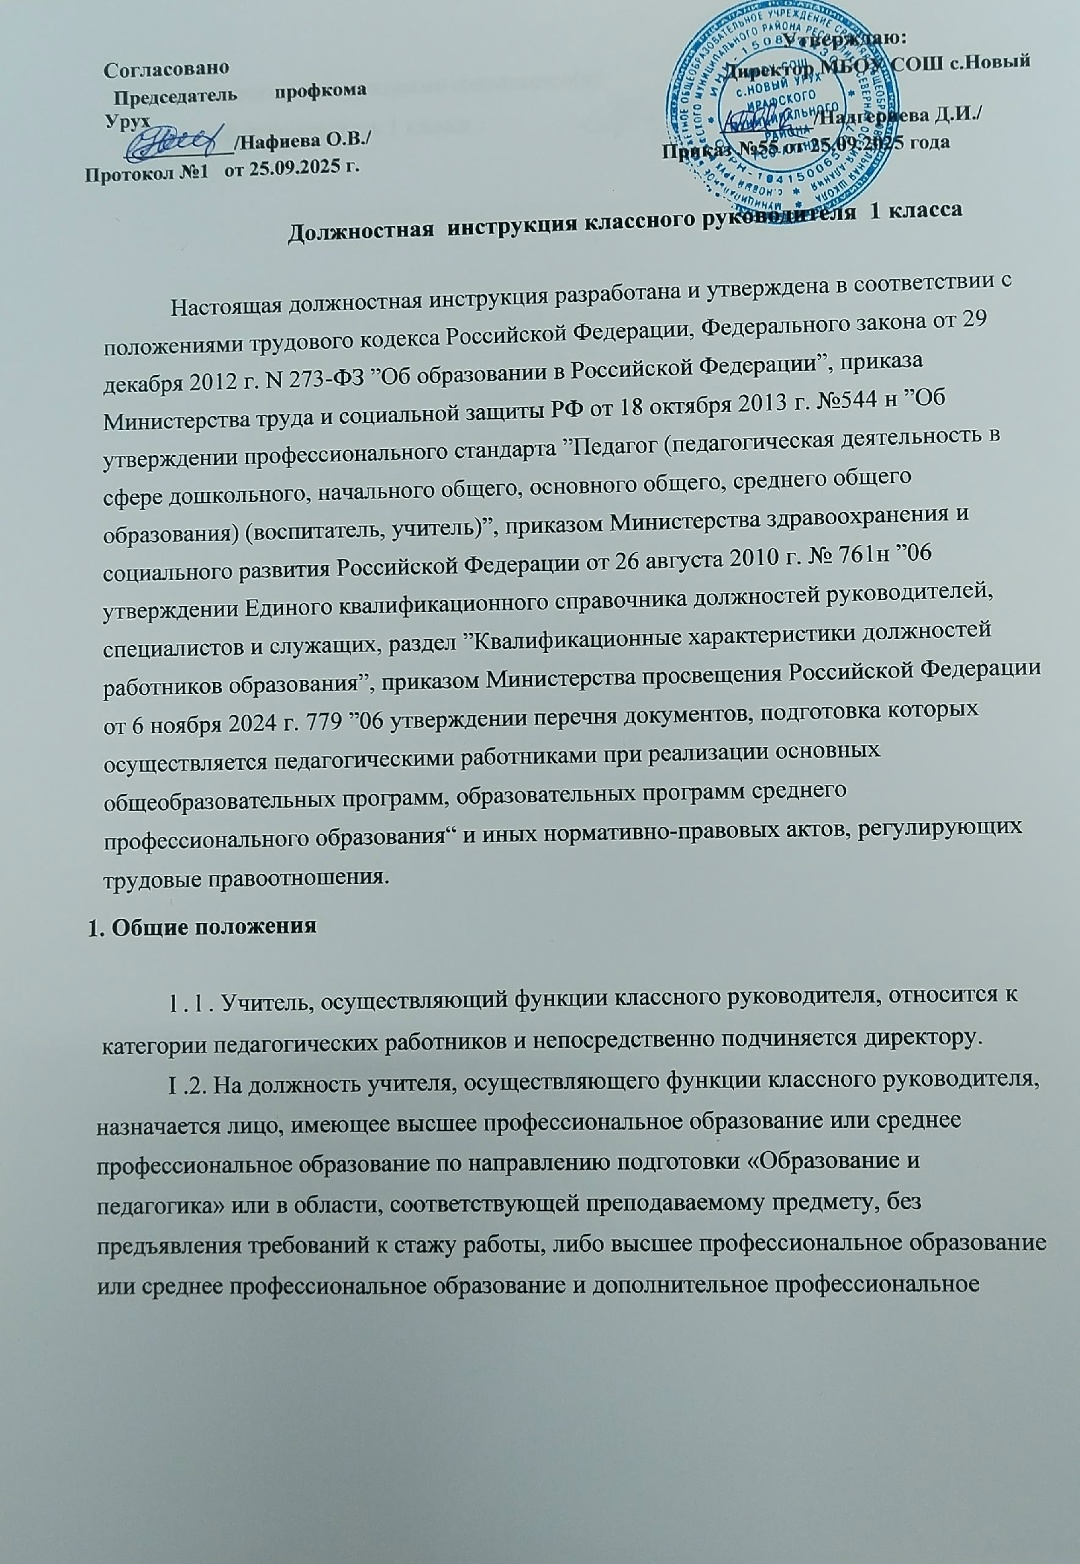 Согласовано
Председатель профкома
Урух
/Нафиева О.В./
Протокол №1 от 25.09.2025 г.
Утверждаю:
Директор МБОУ СОШ с.Новый
/Надгериева Д.И./
Приказ №55 от 25.09.2025 года
СОШ
с.НОВЫЙ УРУХ
ИРАФСКОГО
МУНИЦИПАЛЬНОГО
РАЙОНА
РСО-АЛАНИЯ
Должностная инструкция классного руководителя 1 класса
Настоящая должностная инструкция разработана и утверждена в соответствии с
положениями трудового кодекса Российской Федерации, Федерального закона от 29
декабря 2012 г. N 273-ФЗ ”Об образовании в Российской Федерации”, приказа
Министерства труда и социальной защиты РФ от 18 октября 2013 г. №544 н ”Об
утверждении профессионального стандарта ”Педагог (педагогическая деятельность в
сфере дошкольного, начального общего, основного общего, среднего общего
образования) (воспитатель, учитель)”, приказом Министерства здравоохранения и
социального развития Российской Федерации от 26 августа 2010 г. № 761н ”06
утверждении Единого квалификационного справочника должностей руководителей,
специалистов и служащих, раздел ”Квалификационные характеристики должностей
работников образования”, приказом Министерства просвещения Российской Федерации
от 6 ноября 2024 г. 779 ”06 утверждении перечня документов, подготовка которых
осуществляется педагогическими работниками при реализации основных
общеобразовательных программ, образовательных программ среднего
профессионального образования“ и иных нормативно-правовых актов, регулирующих
трудовые правоотношения.
1. Общие положения
l . l . Учитель, осуществляющий функции классного руководителя, относится к
категории педагогических работников и непосредственно подчиняется директору.
I .2. На должность учителя, осуществляющего функции классного руководителя,
назначается лицо, имеющее высшее профессиональное образование или среднее
профессиональное образование по направлению подготовки «Образование и
педагогика» или в области, соответствующей преподаваемому предмету, без
предъявления требований к стажу работы, либо высшее профессиональное образование
или среднее профессиональное образование и дополнительное профессиональное